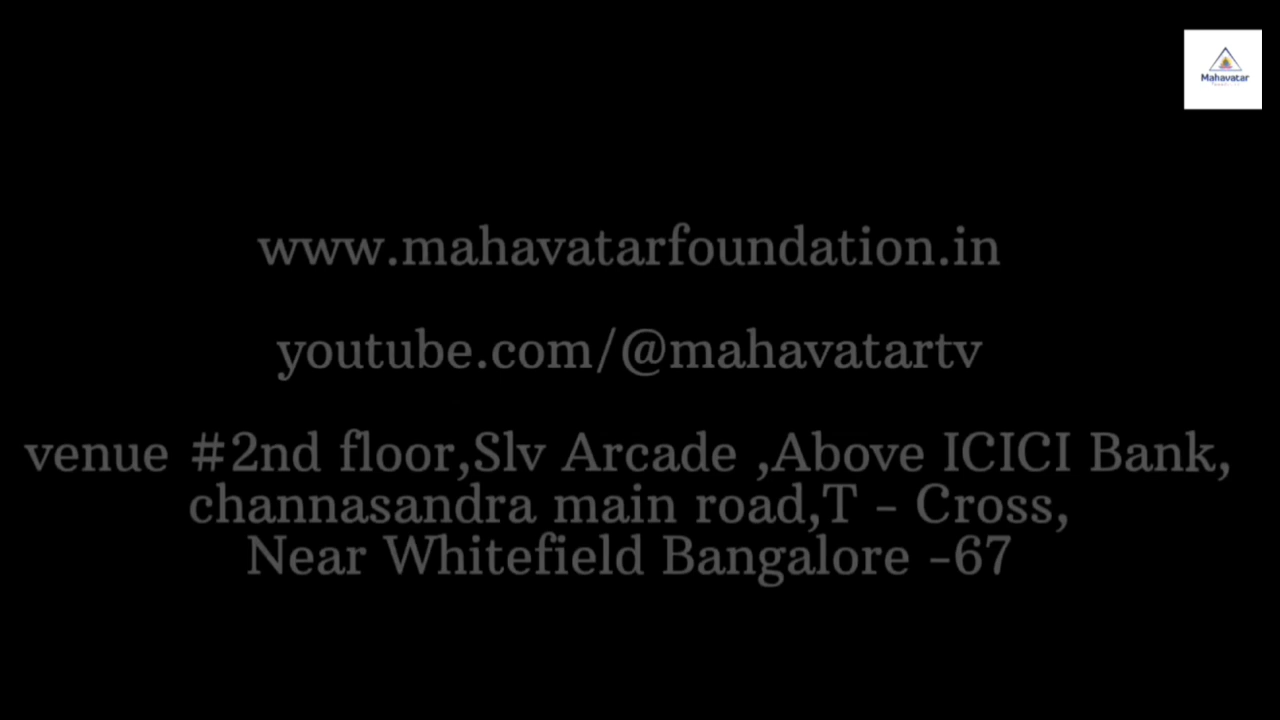 Mahavatar
www.mahavatarfoundation.in
youtube.com/@mahavatartv
venue #2nd floor,Slv Arcade ,Above ICICI Bank,
channasandra main road,T - Cross,
Near Whitefield Bangalore -67